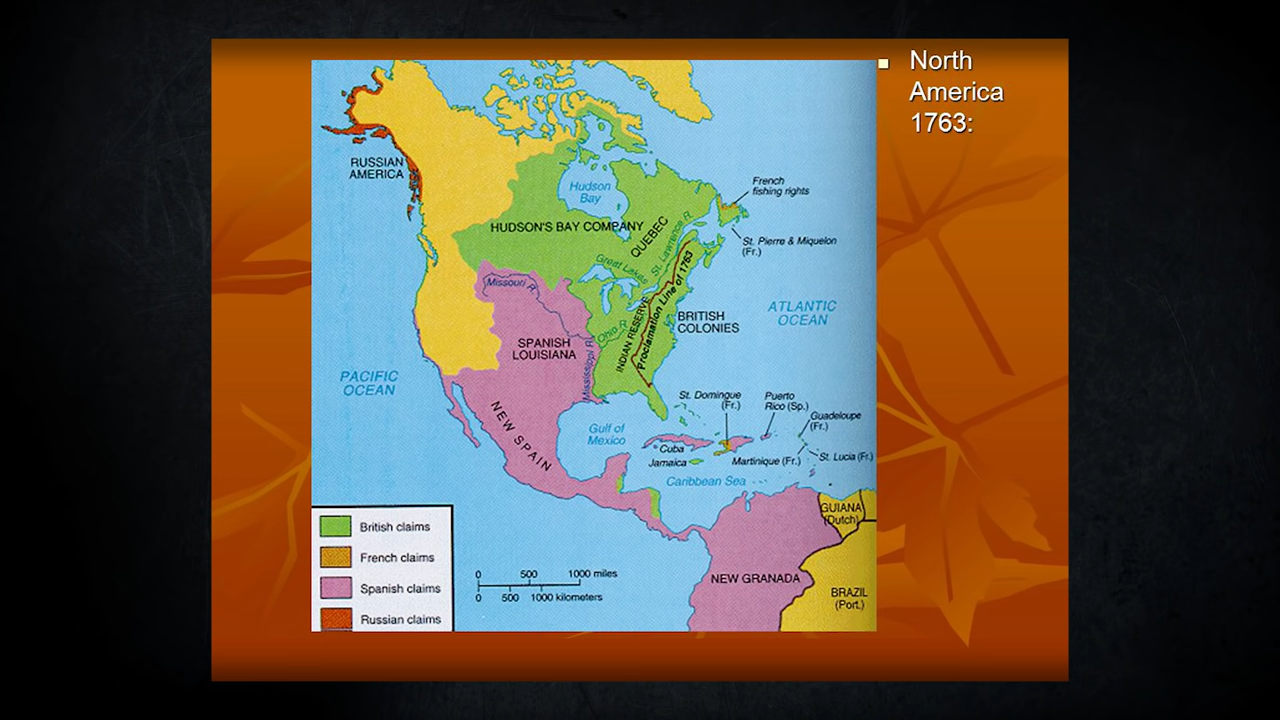 North
America
1763:
RUSSIAN
AMERICA
Hudson
Bay
French
fishing rights
HUDSON'S BAY COMPANY
QUEBEC
St. Lawrence R.
St. Pierre & Miquelon
(Fr.)
Great Lakes
Missouri R.
Proclamation Line of 1763
INDIAN RESERVE
Ohio R.
Mississippi R.
BRITISH
COLONIES
ATLANTIC
OCEAN
SPANISH
LOUISIANA
PACIFIC
OCEAN
NEW SPAIN
Gulf of
Mexico
St. Domingue
(Fr.)
Puerto
Rico (Sp.)
Guadeloupe
(Fr.)
Cuba
Jamaica
Martinique (Fr.)
St. Lucia (Fr.)
Caribbean Sea
GUIANA
(Dutch)
NEW GRANADA
BRAZIL
(Port.)
British claims
French claims
Spanish claims
Russian claims
0 500 1000 miles
0 500 1000 kilometers